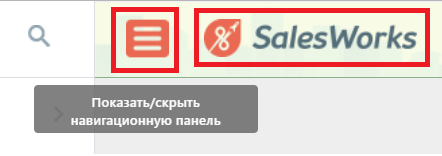 SalesWorks
Показать/скрыть
навигационную панель